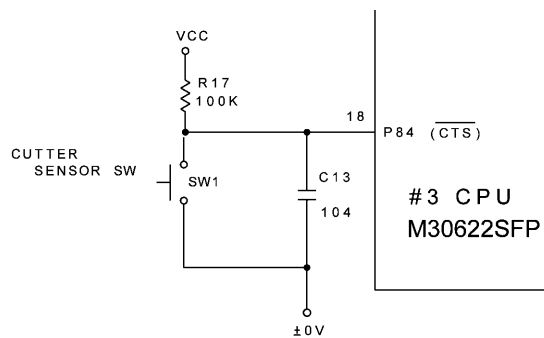 VCC
R17
100K
18
P84 (CTS)
CUTTER
SENSOR SW
SW1
C13
104
#3 CPU
M30622SFP
±0V